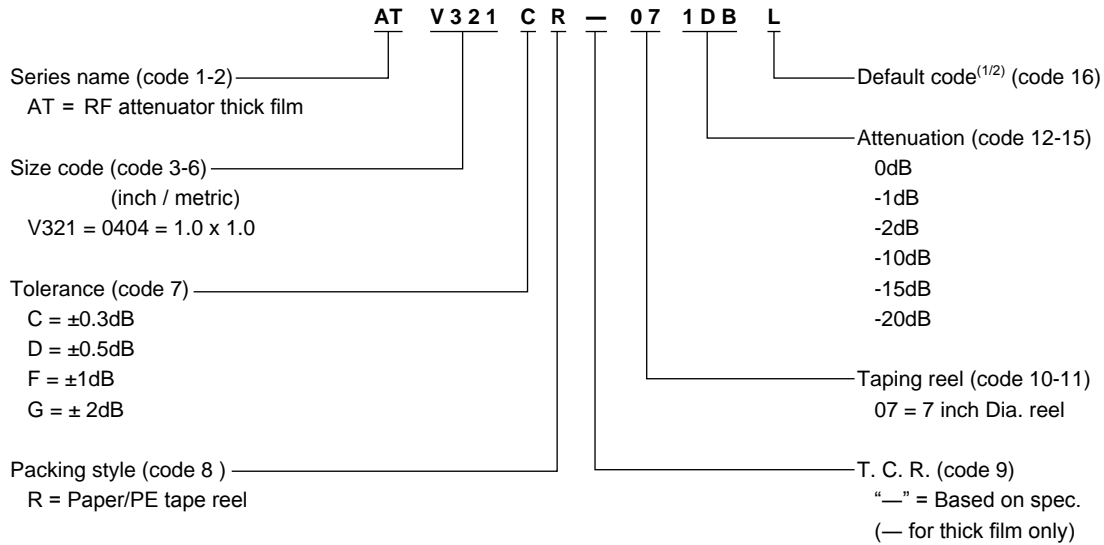 AT V321 C R — 07 1DB L
Series name (code 1-2)
AT = RF attenuator thick film
Size code (code 3-6)
(inch / metric)
V321 = 0404 = 1.0 x 1.0
Tolerance (code 7)
C = ±0.3dB
D = ±0.5dB
F = ±1dB
G = ± 2dB
Packing style (code 8 )
R = Paper/PE tape reel
Default code(1/2) (code 16)
Attenuation (code 12-15)
0dB
-1dB
-2dB
-10dB
-15dB
-20dB
Taping reel (code 10-11)
07 = 7 inch Dia. reel
T. C. R. (code 9)
“—” = Based on spec.
(— for thick film only)